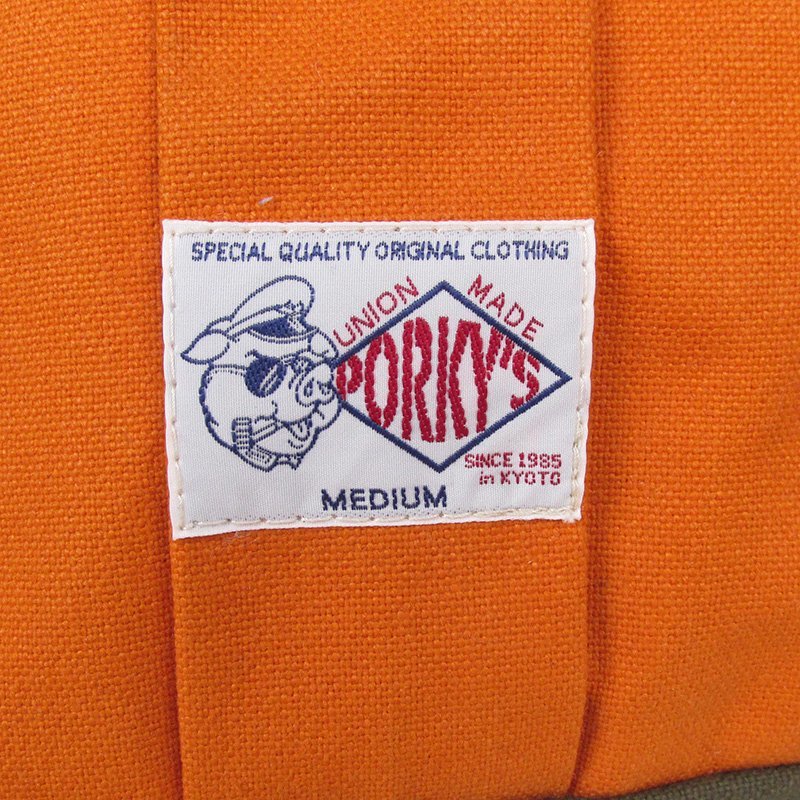 SPECIAL QUALITY ORIGINAL CLOTHING
UNION MADE
PORKY'S
SINCE 1985
in KYOTO
MEDIUM